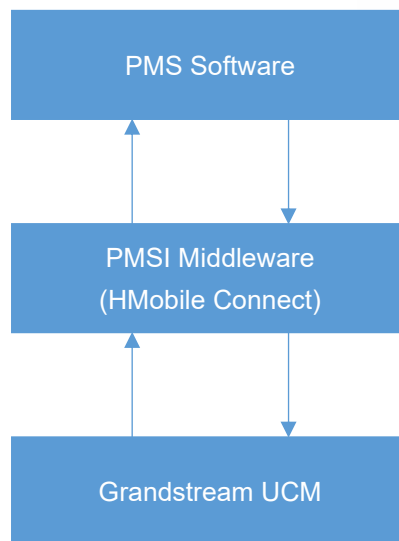 PMS Software
PMSI Middleware
(HMobile Connect)
Grandstream UCM